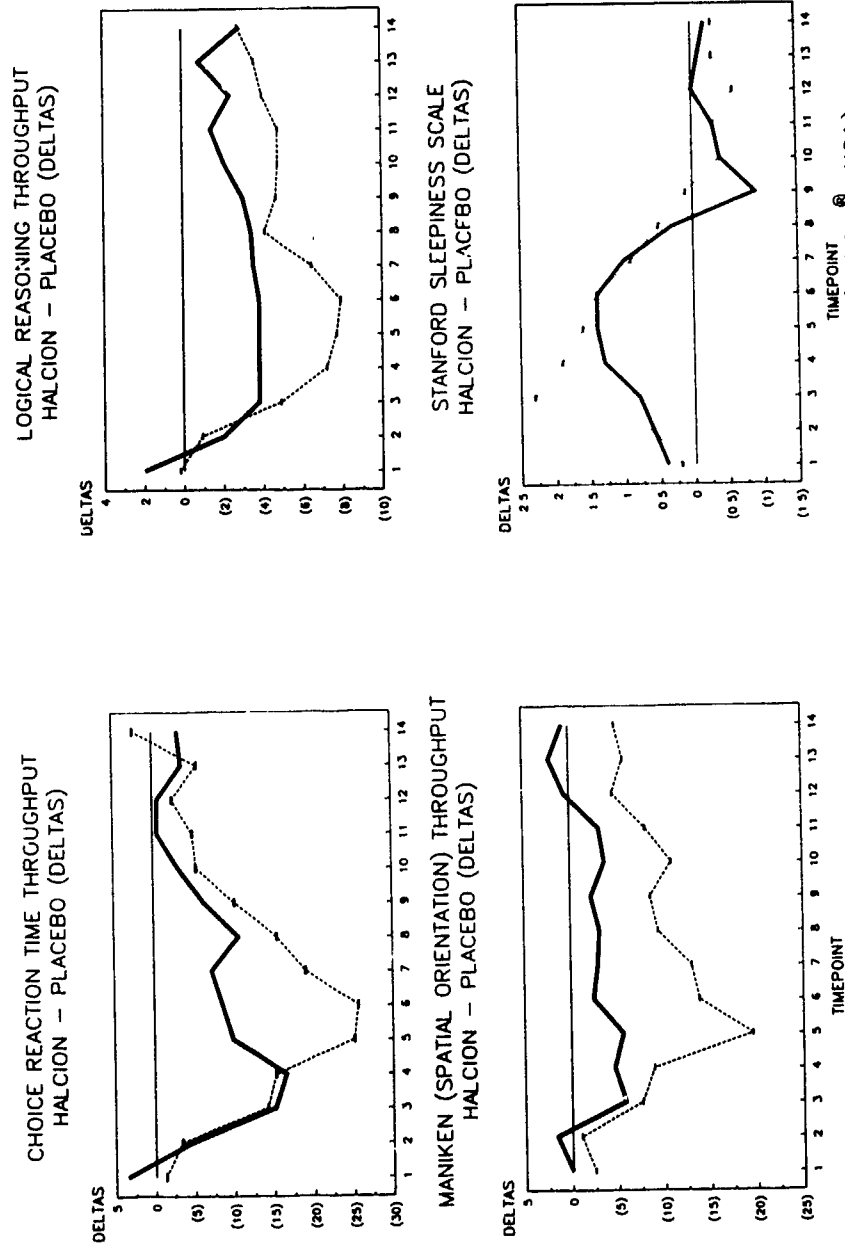 CHOICE REACTION TIME THROUGHPUT
HALCION – PLACEBO (DELTAS)
DELTAS
5
0
(5)
(10)
(15)
(20)
(25)
(30)
1 2 3 4 5 6 7 8 9 10 11 12 13 14
LOGICAL REASONING THROUGHPUT
HALCION – PLACEBO (DELTAS)
DELTAS
4
2
0
(2)
(4)
(6)
(8)
(10)
1 2 3 4 5 6 7 8 9 10 11 12 13 14
MANIKEN (SPATIAL ORIENTATION) THROUGHPUT
HALCION – PLACEBO (DELTAS)
DELTAS
5
0
(5)
(10)
(15)
(20)
(25)
1 2 3 4 5 6 7 8 9 10 11 12 13 14
TIMEPOINT
STANFORD SLEEPINESS SCALE
HALCION – PLACEBO (DELTAS)
DELTAS
2 5
2
1 5
1
0 5
0
(0 5)
(1)
(1 5)
1 2 3 4 5 6 7 8 9 10 11 12 13 14
TIMEPOINT
®